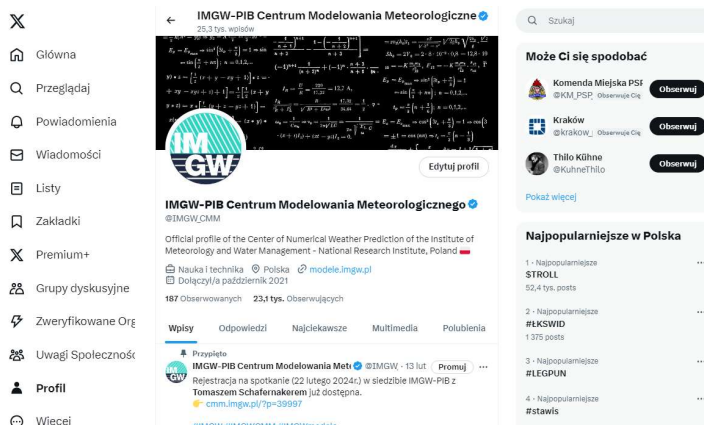 IMGW-PIB Centrum Modelowania Meteorologiczne
25,3 tys. wpisów
Szukaj
Główna
Przeglądaj
Powiadomienia
Wiadomości
Listy
Zakładki
Premium+
Grupy dyskusyjne
Zweryfikowane Org
Uwagi Społecznośc
Profil
Więcej
IM
GW
Edytuj profil
IMGW-PIB Centrum Modelowania Meteorologicznego
@IMGW_CMM
Official profile of the Center of Numerical Weather Prediction of the Institute of
Meteorology and Water Management - National Research Institute, Poland
Nauka i technika Polska modele.imgw.pl
Dołączył/a październik 2021
187 Obserwowanych 23,1 tys. Obserwujących
Wpisy Odpowiedzi Najciekawsze Multimedia Polubienia
Przypięto
IMGW-PIB Centrum Modelowania Mete @IMGW_ · 13 lut Promuj ···
Rejestracja na spotkanie (22 lutego 2024r.) w siedzibie IMGW-PIB z
Tomaszem Schafernakerem już dostępna.
cmm.imgw.pl/?p=39997
Może Ci się spodobać
Komenda Miejska PSP
@KM_PSP_ Obserwuje Cię
Obserwuj
Kraków
@krakow_ Obserwuje Cię
Obserwuj
Thilo Kühne
@KuhneThilo
Obserwuj
Pokaż więcej
Najpopularniejsze w Polska
1 · Najpopularniejsze
$TROLL
52,4 tys. posts
2 · Najpopularniejsze
#ŁKSWID
1 375 posts
3 · Najpopularniejsze
#LEGPUN
4 · Najpopularniejsze
#stawis